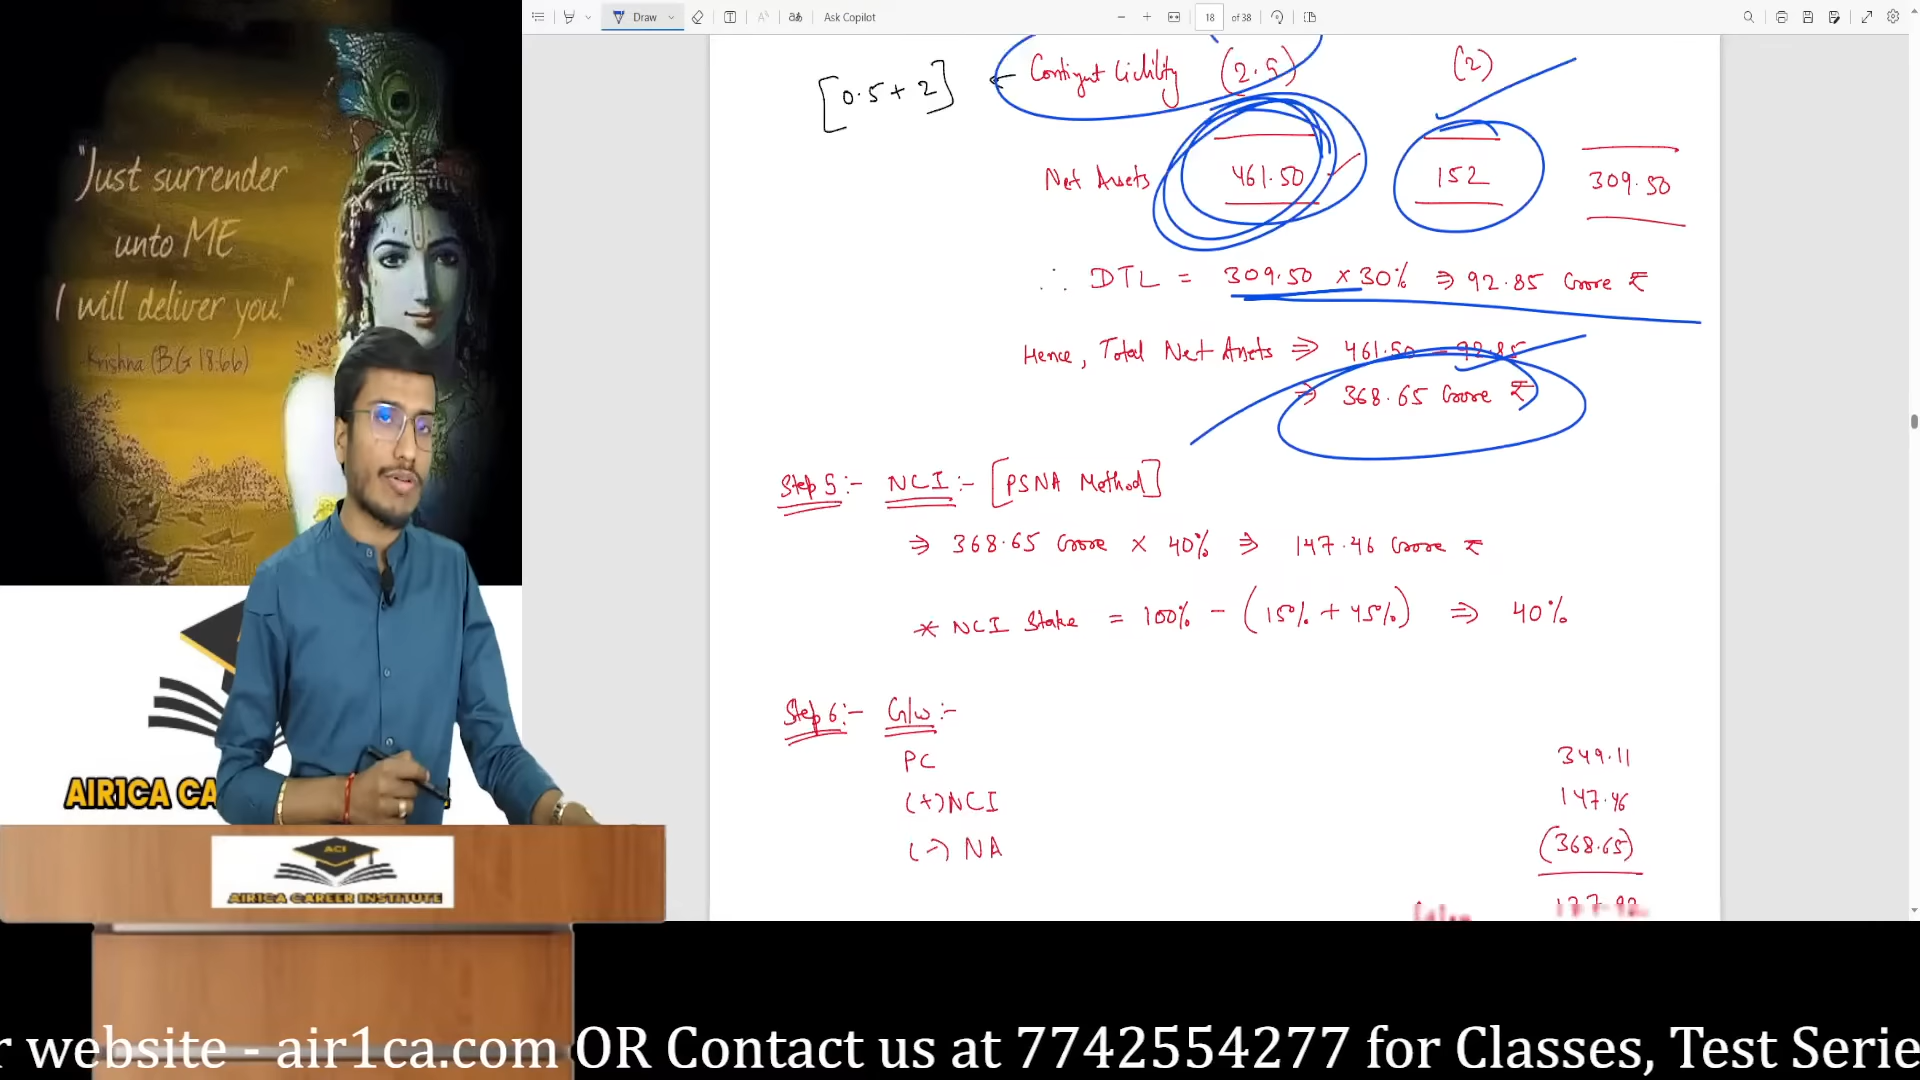 "Just surrender
unto ME
I will deliver you!"
-Krishna (B.G 18:66)
AIR1CA CA
ACI
AIR1CA CAREER INSTITUTE
Draw
Ask Copilot
18 of 38
[0.5 + 2] ← Contigent Liclility (2.5) (2)
Net Assets 461.50 152 309.50
∴ DTL = 309.50 × 30% ⇒ 92.85 Crore ₹
Hence, Total Net Assets ⇒ 461.50 - 92.85
⇒ 368.65 Crore ₹
Step 5:- NCI :- [PSNA Method]
⇒ 368.65 Crore × 40% ⇒ 147.46 Crore ₹
* NCI Stake = 100% - (15% + 45%) ⇒ 40%
Step 6:- G/w :-
PC 349.11
(+) NCI 147.46
(-) NA (368.65)
r website - air1ca.com OR Contact us at 7742554277 for Classes, Test Serie